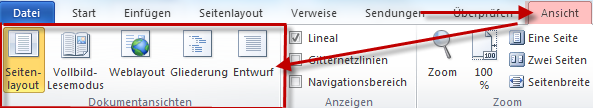 Datei Start Einfügen Seitenlayout Verweise Sendungen Überprüfen Ansicht
Seiten-
layout
Vollbild-
Lesemodus
Weblayout
Gliederung
Entwurf
Dokumentansichten
Lineal
Gitternetzlinien
Navigationsbereich
Anzeigen
Zoom
100
100
%
Eine Seite
Zwei Seiten
Seitenbreite
Zoom